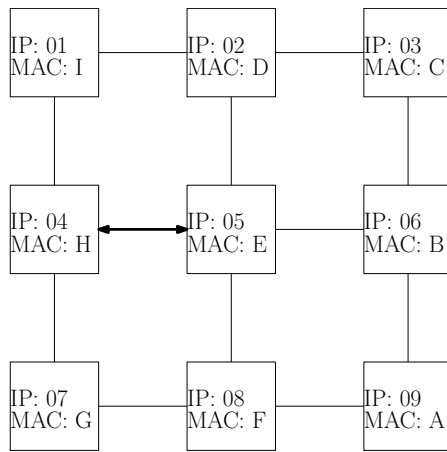 IP: 01
MAC: I
IP: 02
MAC: D
IP: 03
MAC: C
IP: 04
MAC: H
IP: 05
MAC: E
IP: 06
MAC: B
IP: 07
MAC: G
IP: 08
MAC: F
IP: 09
MAC: A